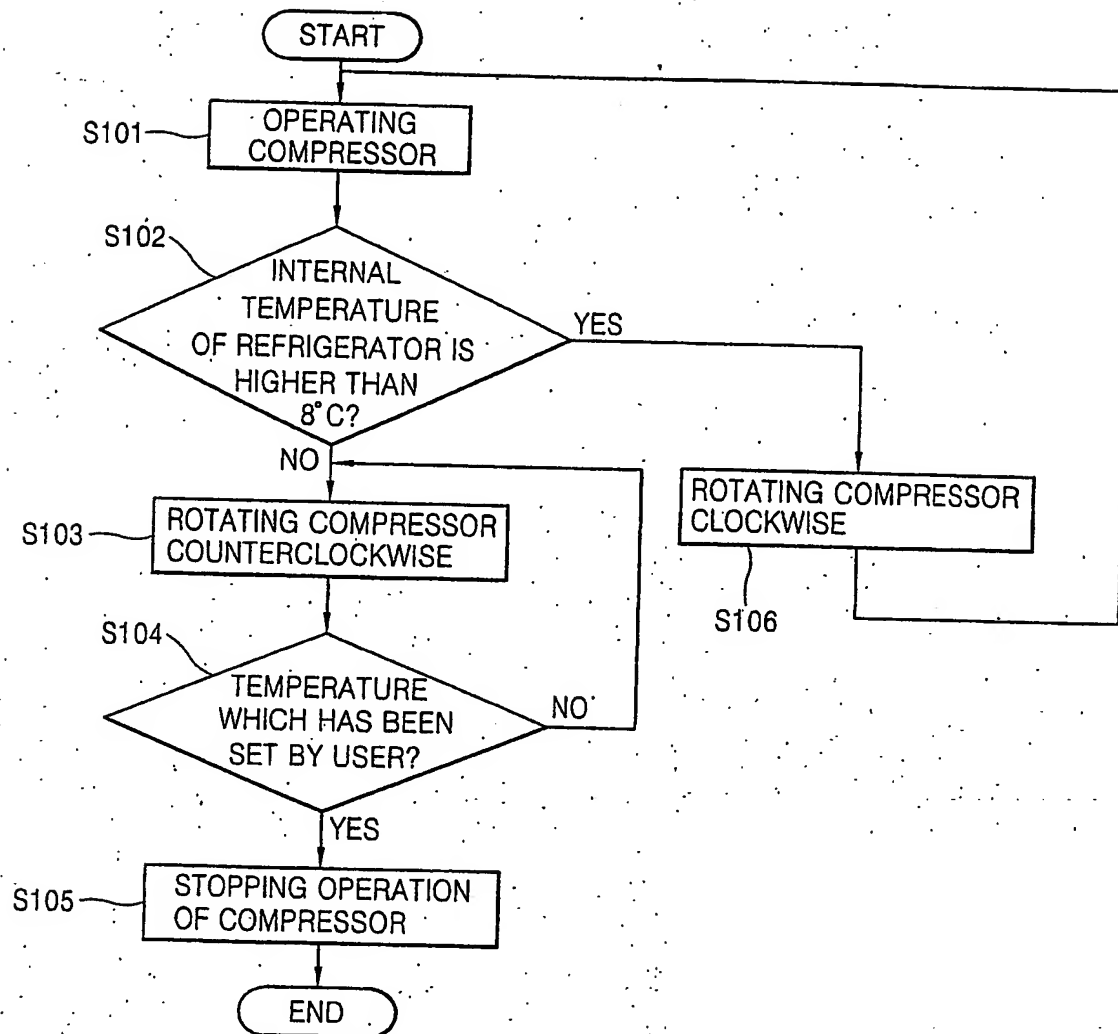 START
S101
OPERATING
COMPRESSOR
S102
INTERNAL
TEMPERATURE
OF REFRIGERATOR IS
HIGHER THAN
8°C?
YES
NO
S103
ROTATING COMPRESSOR
COUNTERCLOCKWISE
ROTATING COMPRESSOR
CLOCKWISE
S106
S104
TEMPERATURE
WHICH HAS BEEN
SET BY USER?
NO
YES
S105
STOPPING OPERATION
OF COMPRESSOR
END